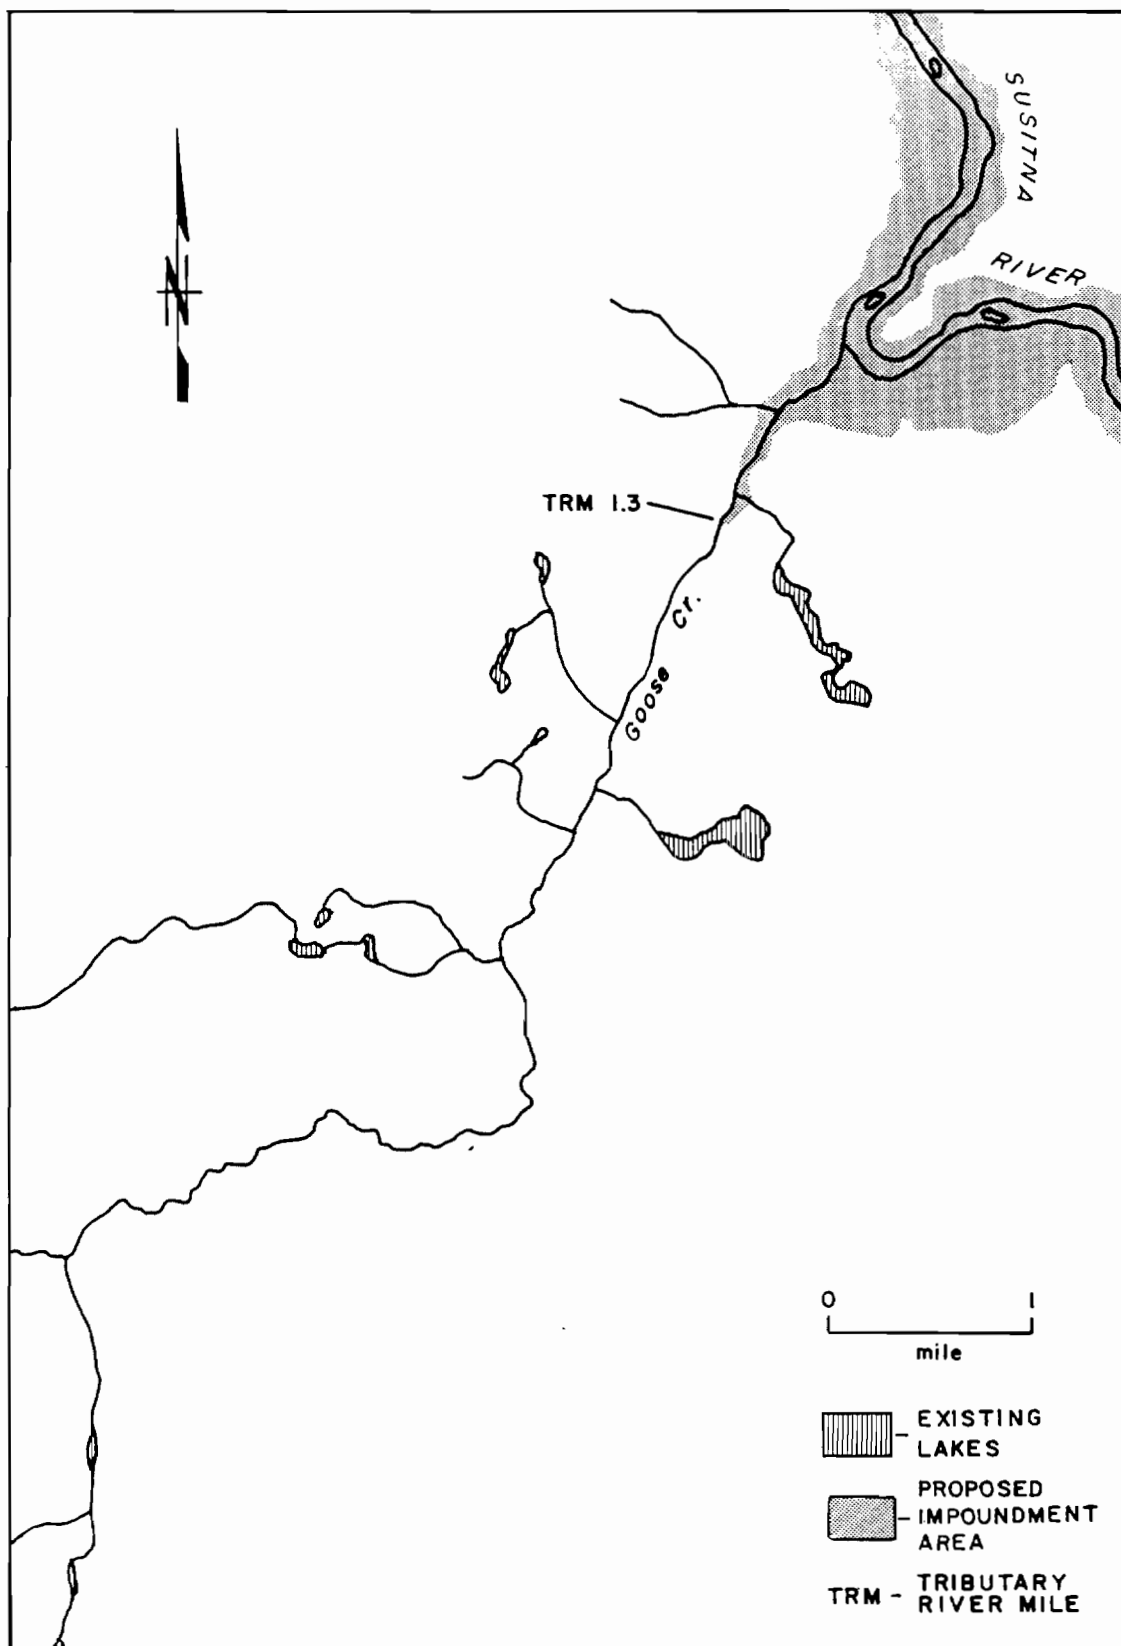 SUSITNA
RIVER
N
TRM 1.3
Goose Cr.
0 1
mile
EXISTING
LAKES
PROPOSED
IMPOUNDMENT
AREA
TRM - TRIBUTARY
RIVER MILE